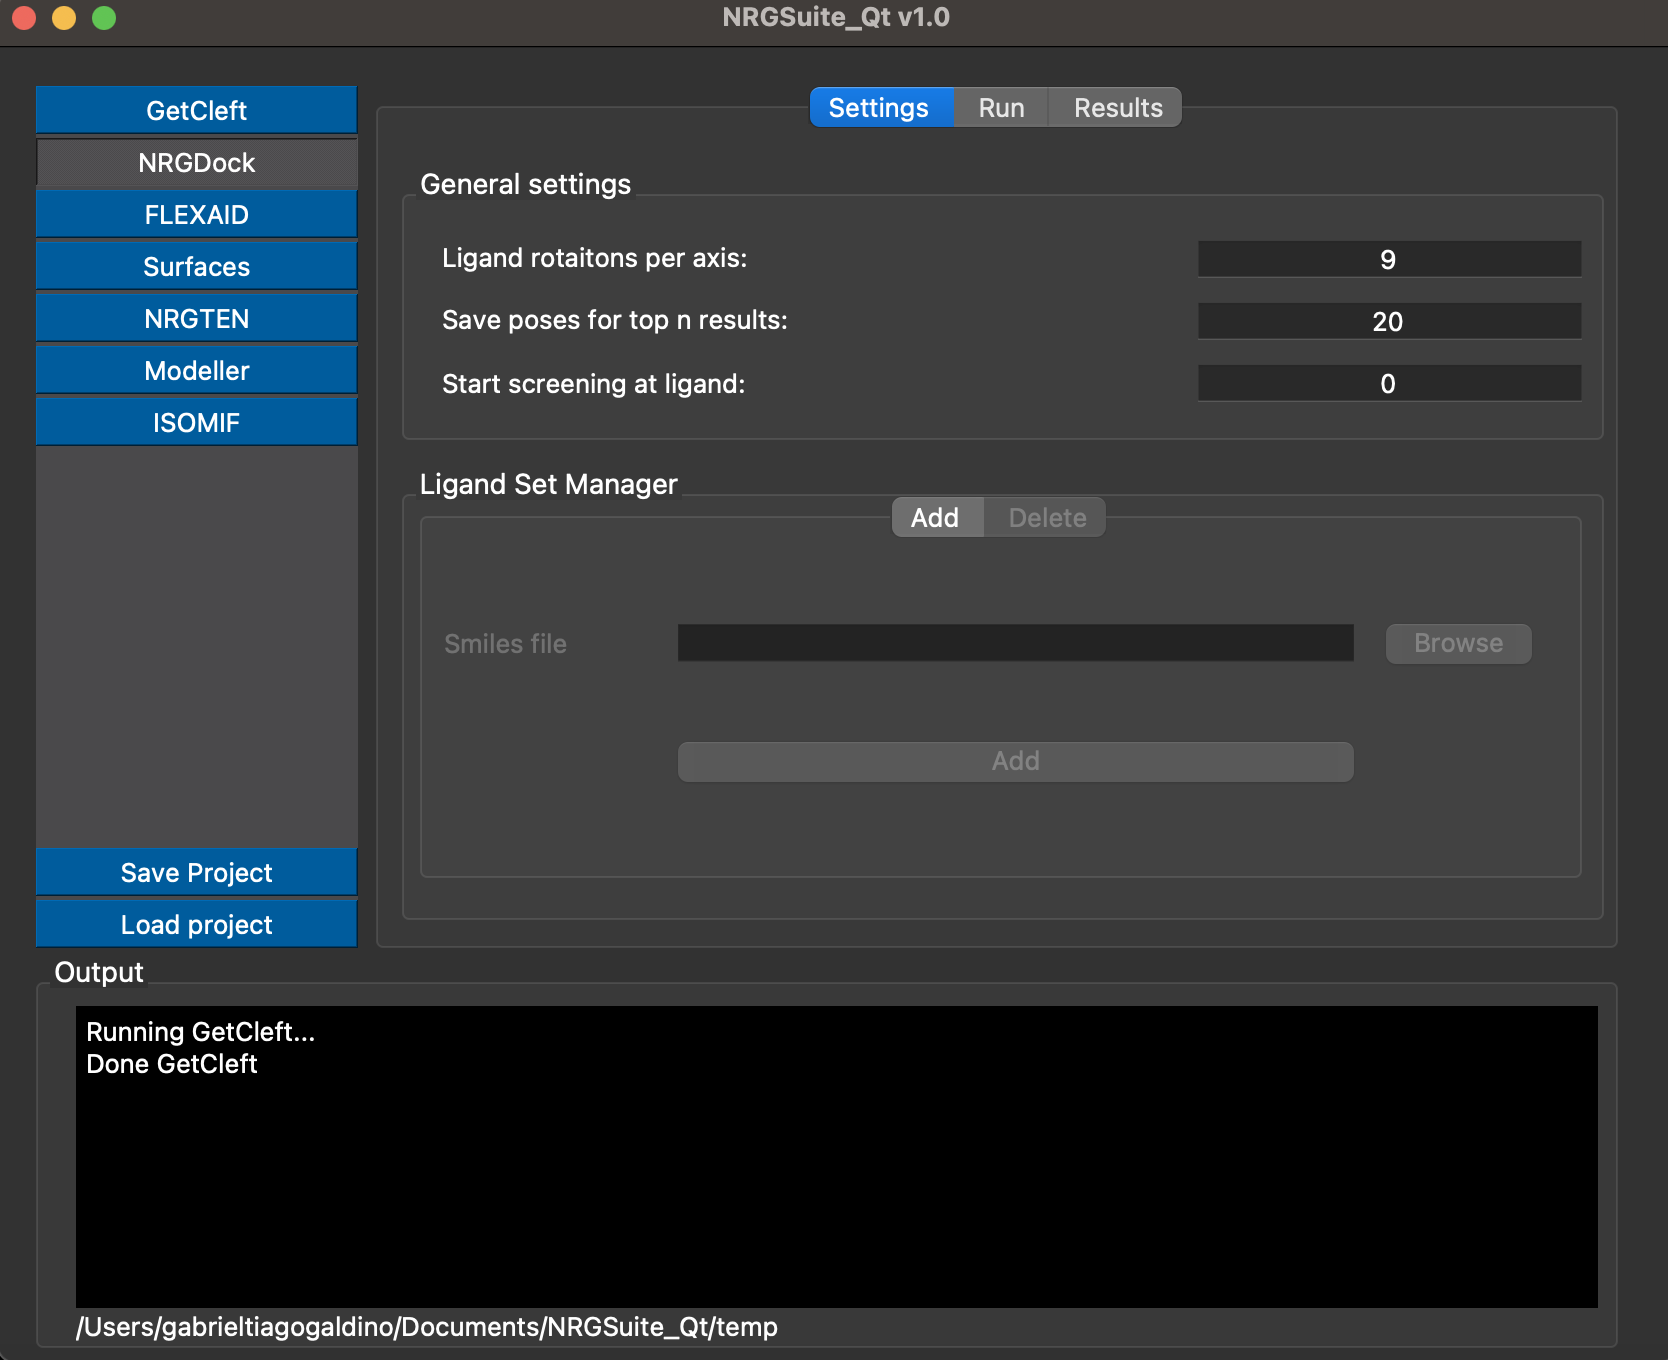 NRGSuite_Qt v1.0
GetCleft
NRGDock
FLEXAID
Surfaces
NRGTEN
Modeller
ISOMIF
Save Project
Load project
Settings Run Results
General settings
Ligand rotaitons per axis: 9
Save poses for top n results: 20
Start screening at ligand: 0
Ligand Set Manager
Add Delete
Smiles file Browse
Add
Output
Running GetCleft...
Done GetCleft
/Users/gabrieltiagogaldino/Documents/NRGSuite_Qt/temp